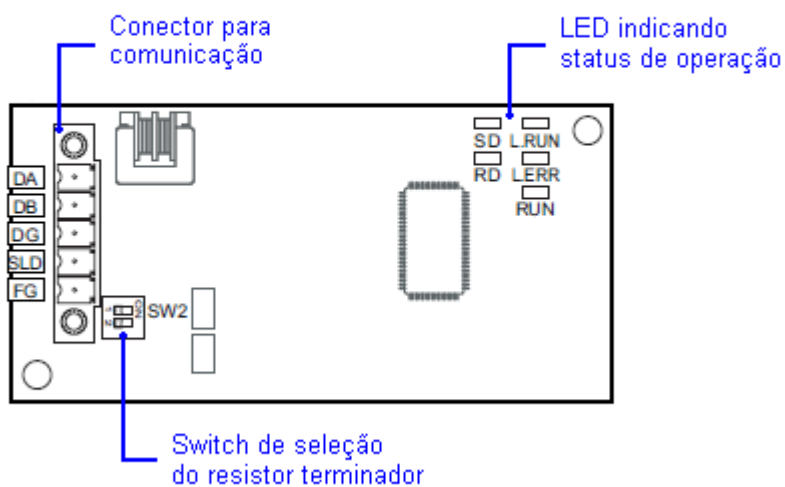 Conector para
comunicação
LED indicando
status de operação
SD L.RUN
RD L.ERR
RUN
DA
DB
DG
SLD
FG
SW2
Switch de seleção
do resistor terminador